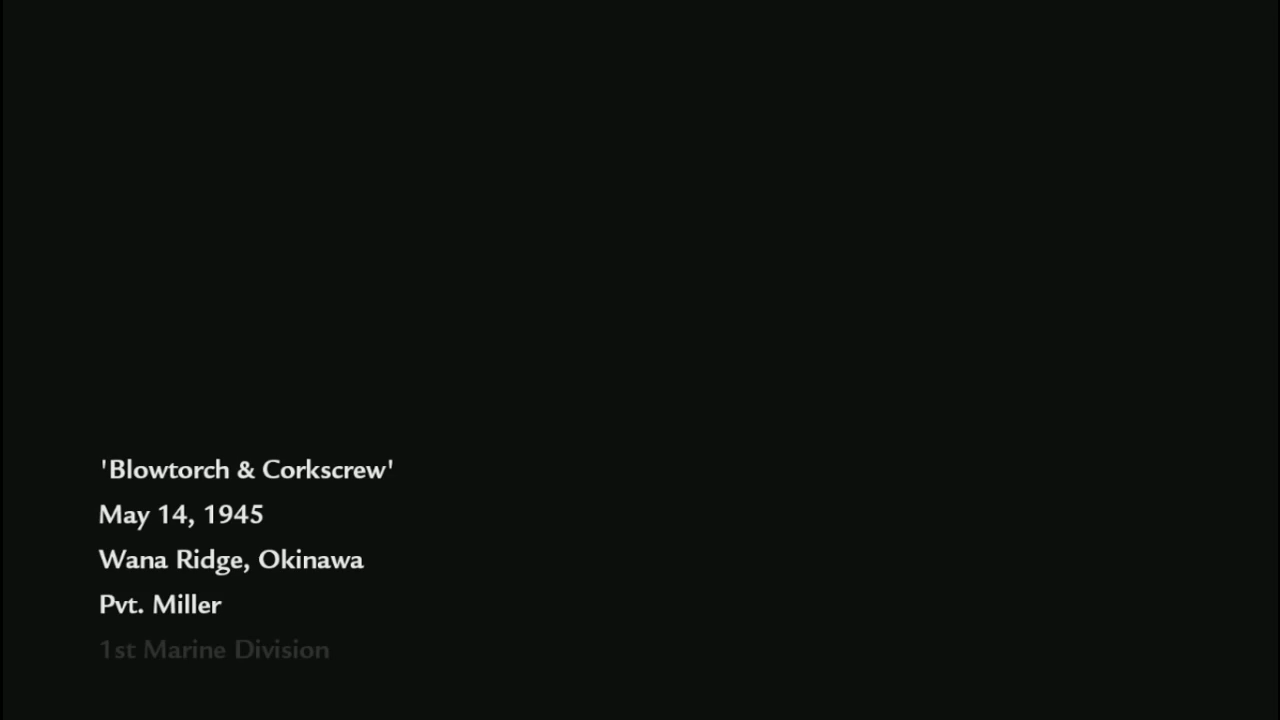 'Blowtorch & Corkscrew'
May 14, 1945
Wana Ridge, Okinawa
Pvt. Miller
1st Marine Division